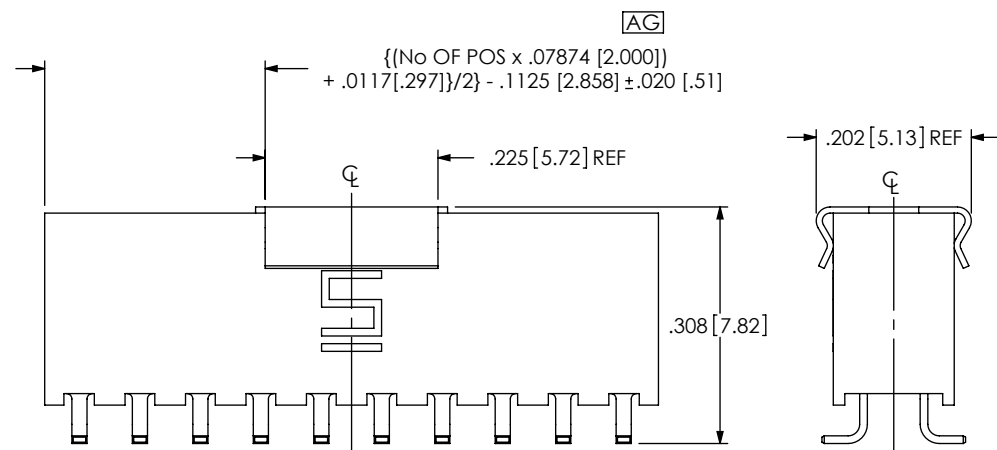 AG
{(No OF POS x .07874 [2.000])
+ .0117[.297]}/2} - .1125 [2.858] ±.020 [.51]
.225 [5.72] REF
.202 [5.13] REF
℄
℄
.308 [7.82]